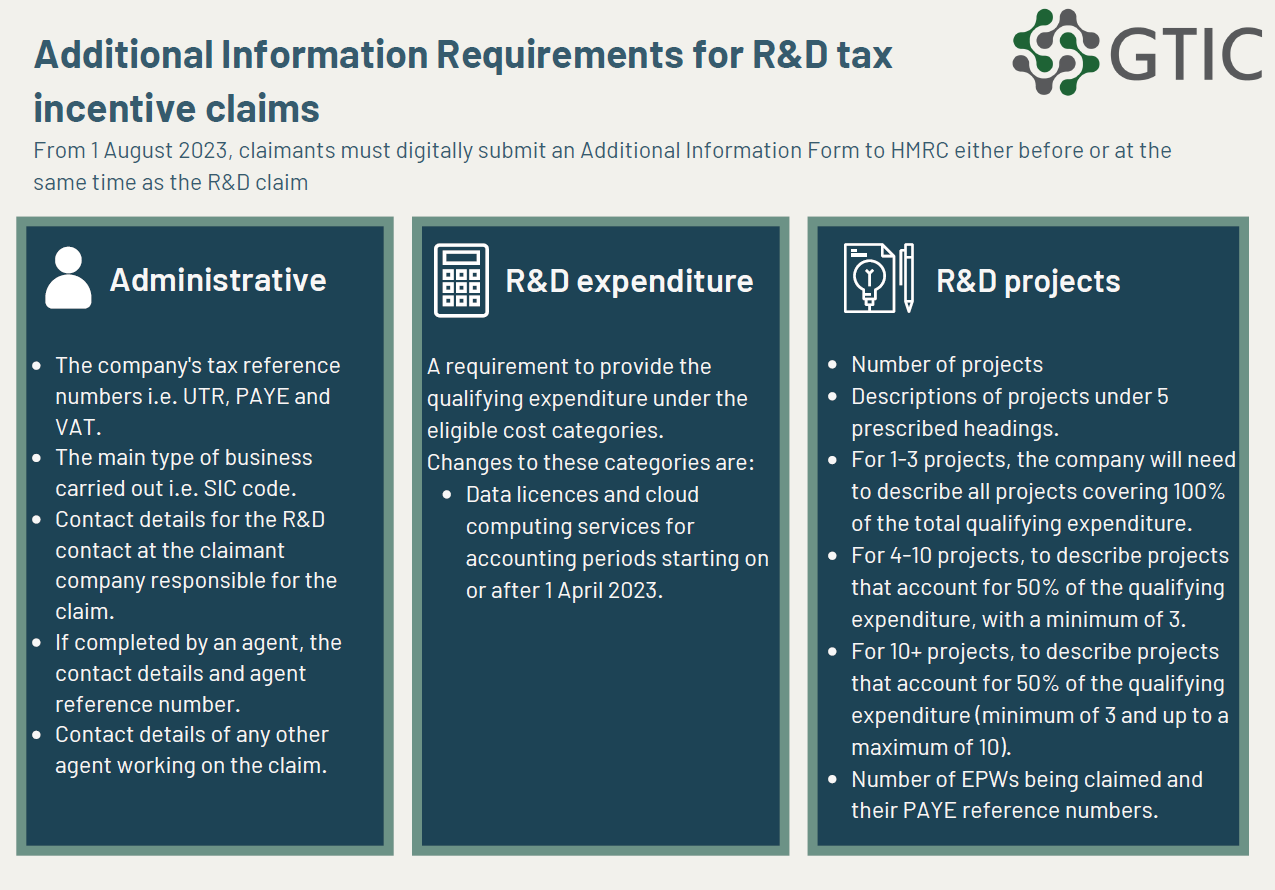 Additional Information Requirements for R&D tax
incentive claims
GTIC
From 1 August 2023, claimants must digitally submit an Additional Information Form to HMRC either before or at the
same time as the R&D claim
Administrative
• The company's tax reference
numbers i.e. UTR, PAYE and
VAT.
• The main type of business
carried out i.e. SIC code.
• Contact details for the R&D
contact at the claimant
company responsible for the
claim.
• If completed by an agent, the
contact details and agent
reference number.
• Contact details of any other
agent working on the claim.
R&D expenditure
A requirement to provide the
qualifying expenditure under the
eligible cost categories.
Changes to these categories are:
• Data licences and cloud
computing services for
accounting periods starting on
or after 1 April 2023.
R&D projects
• Number of projects
• Descriptions of projects under 5
prescribed headings.
• For 1-3 projects, the company will need
to describe all projects covering 100%
of the total qualifying expenditure.
• For 4-10 projects, to describe projects
that account for 50% of the qualifying
expenditure, with a minimum of 3.
• For 10+ projects, to describe projects
that account for 50% of the qualifying
expenditure (minimum of 3 and up to a
maximum of 10).
• Number of EPWs being claimed and
their PAYE reference numbers.